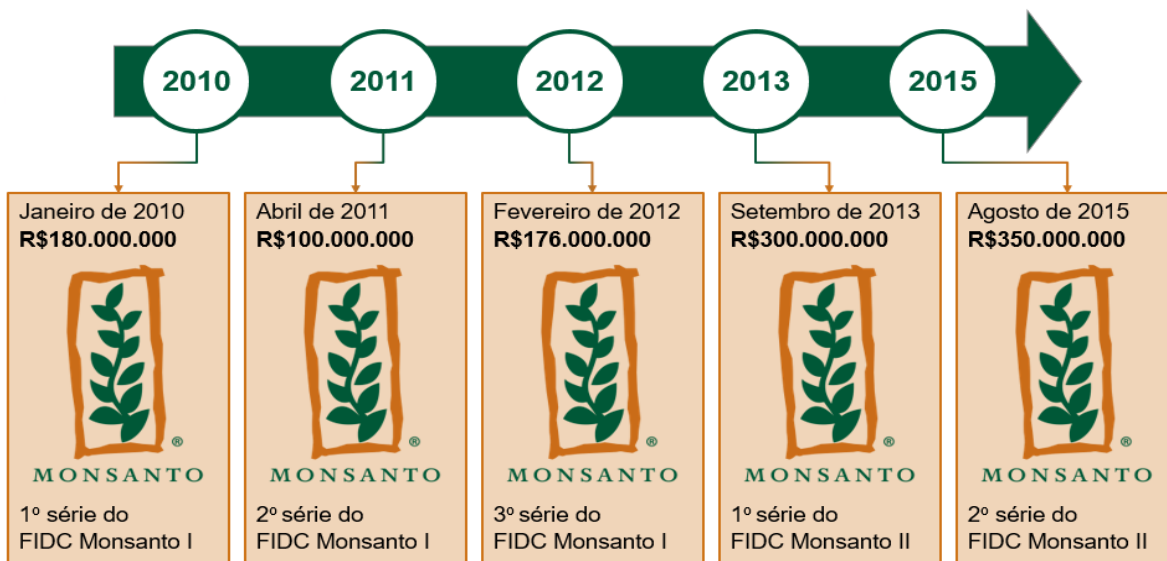 2010
2011
2012
2013
2015
Janeiro de 2010
R$180.000.000
MONSANTO
®
1º série do
FIDC Monsanto I
Abril de 2011
R$100.000.000
MONSANTO
®
2º série do
FIDC Monsanto I
Fevereiro de 2012
R$176.000.000
MONSANTO
®
3º série do
FIDC Monsanto I
Setembro de 2013
R$300.000.000
MONSANTO
®
1º série do
FIDC Monsanto II
Agosto de 2015
R$350.000.000
MONSANTO
®
2º série do
FIDC Monsanto II